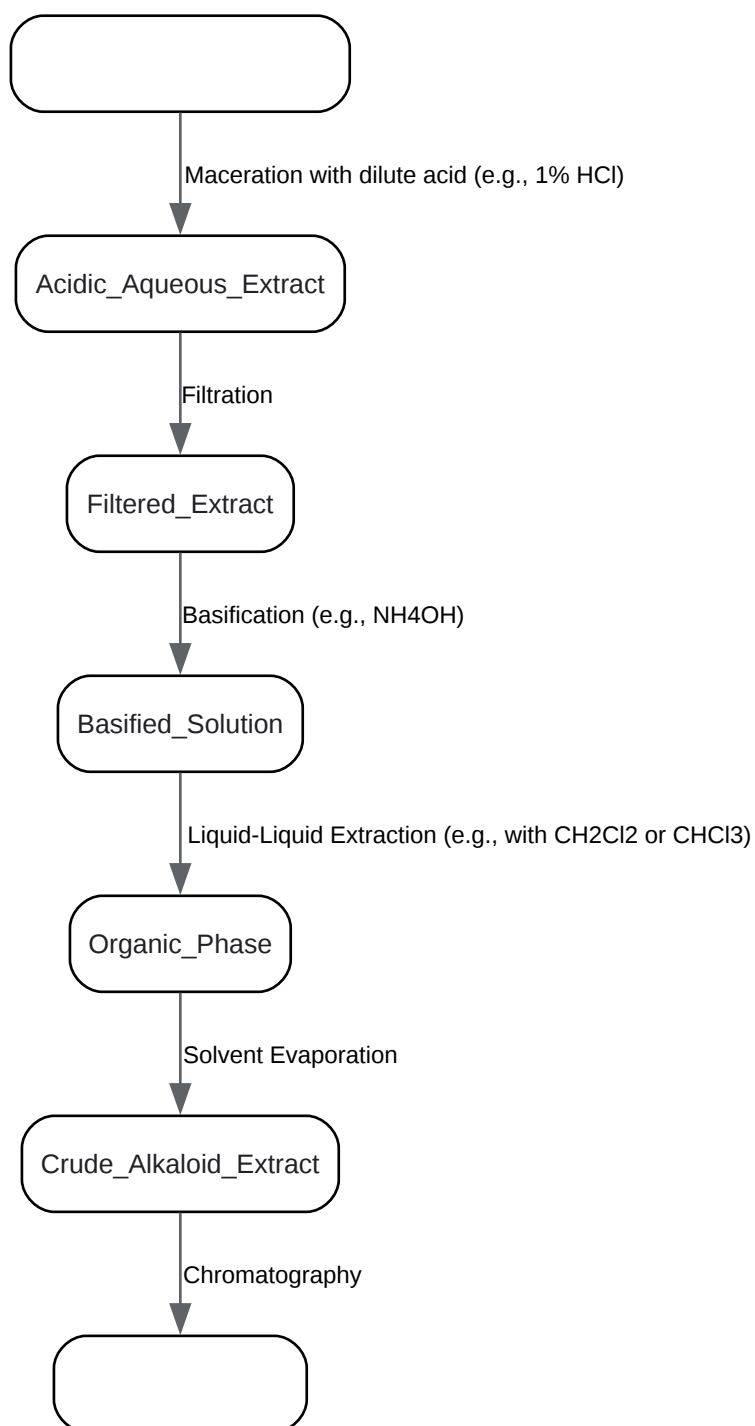 Maceration with dilute acid (e.g., 1% HCl)
Acidic_Aqueous_Extract
Filtration
Filtered_Extract
Basification (e.g., NH4OH)
Basified_Solution
Liquid-Liquid Extraction (e.g., with CH2Cl2 or CHCl3)
Organic_Phase
Solvent Evaporation
Crude_Alkaloid_Extract
Chromatography